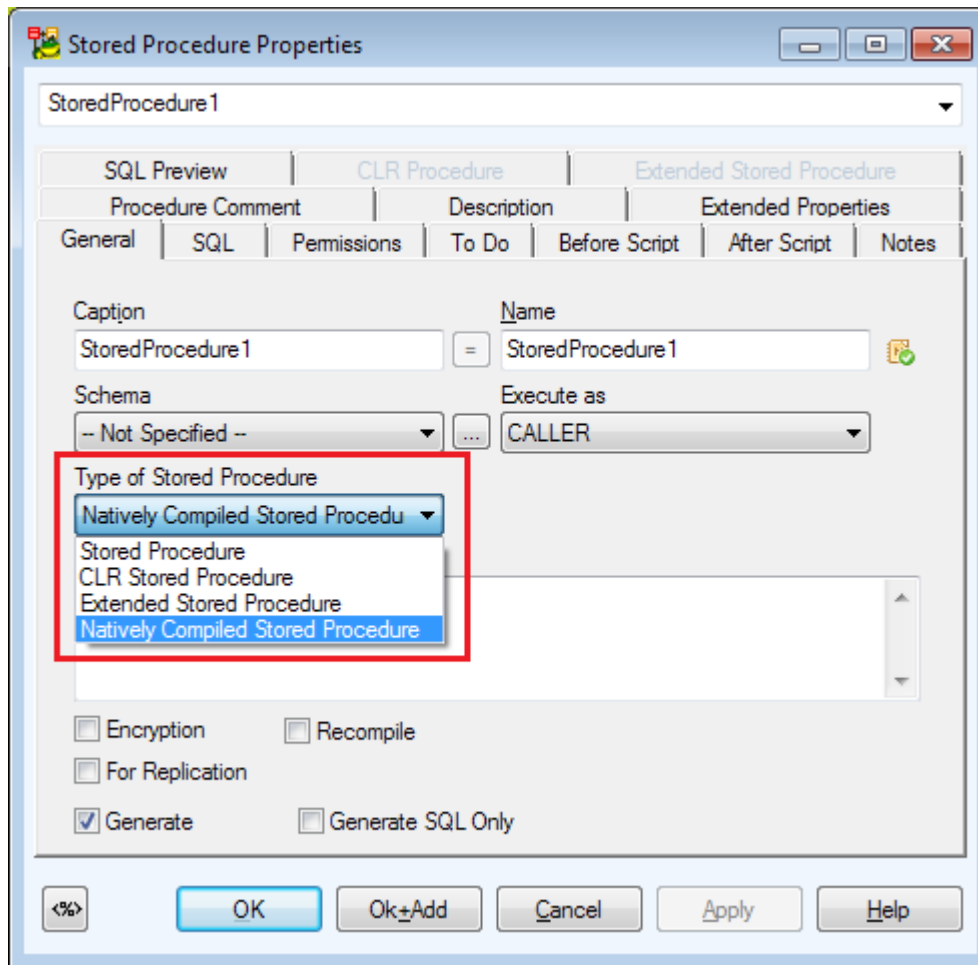 Stored Procedure Properties
StoredProcedure1
SQL Preview CLR Procedure Extended Stored Procedure
Procedure Comment Description Extended Properties
General SQL Permissions To Do Before Script After Script Notes
Caption Name
StoredProcedure1 = StoredProcedure1
Schema Execute as
-- Not Specified -- ... CALLER
Type of Stored Procedure
Natively Compiled Stored Procedu
Stored Procedure
CLR Stored Procedure
Extended Stored Procedure
Natively Compiled Stored Procedure
Encryption Recompile
For Replication
Generate Generate SQL Only
<%> OK Ok+Add Cancel Apply Help